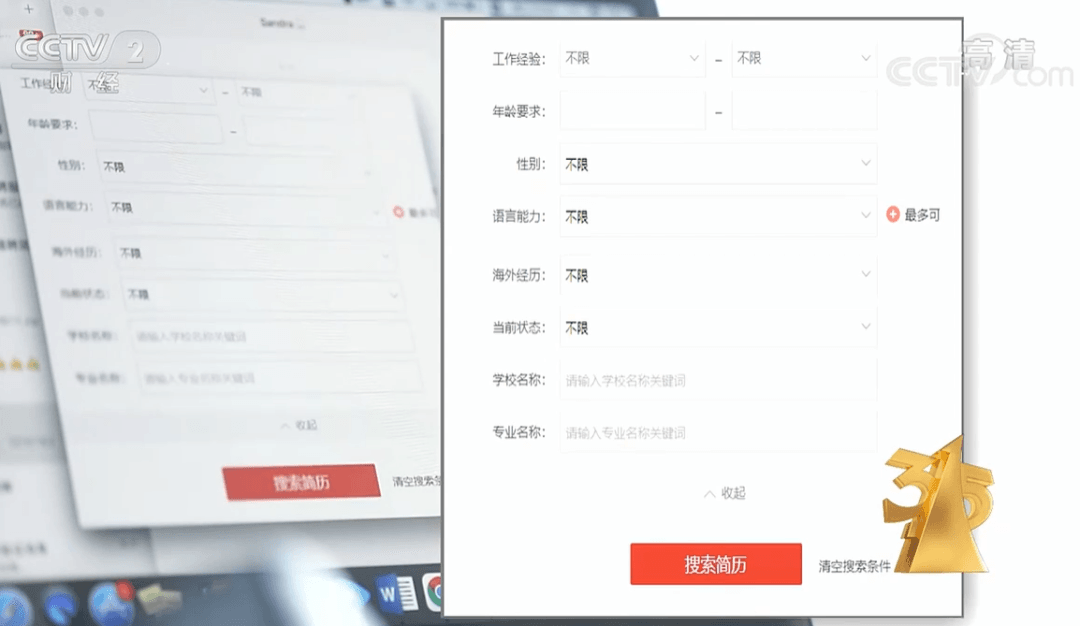 CCTV 2
财经
Sandra
工作经 不限 - 不限
年龄要求: -
性别: 不限
语言能力: 不限
海外经历: 不限
当前状态: 不限
学校名称: 请输入学校名称关键词
专业名称: 请输入专业名称关键词
收起
搜索简历 清空搜索条
W
高清
CCTV.com
工作经验: 不限 - 不限
年龄要求: -
性别: 不限
语言能力: 不限 最多可
海外经历: 不限
当前状态: 不限
学校名称: 请输入学校名称关键词
专业名称: 请输入专业名称关键词
收起
搜索简历 清空搜索条件
315